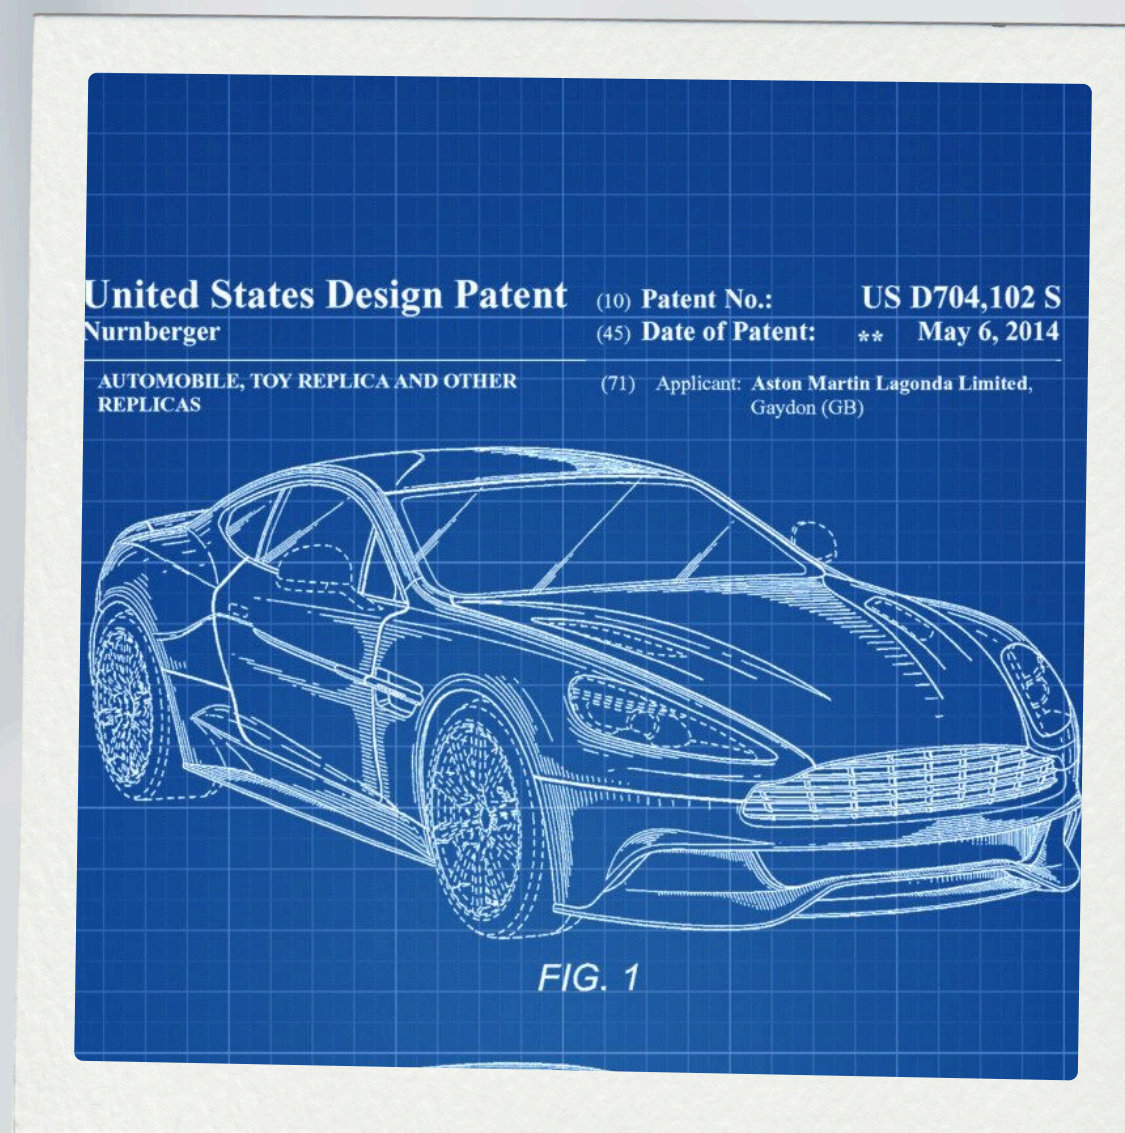 United States Design Patent
Nurnberger
(10) Patent No.: US D704,102 S
(45) Date of Patent: ** May 6, 2014
AUTOMOBILE, TOY REPLICA AND OTHER
REPLICAS
(71) Applicant: Aston Martin Lagonda Limited,
Gaydon (GB)
FIG. 1